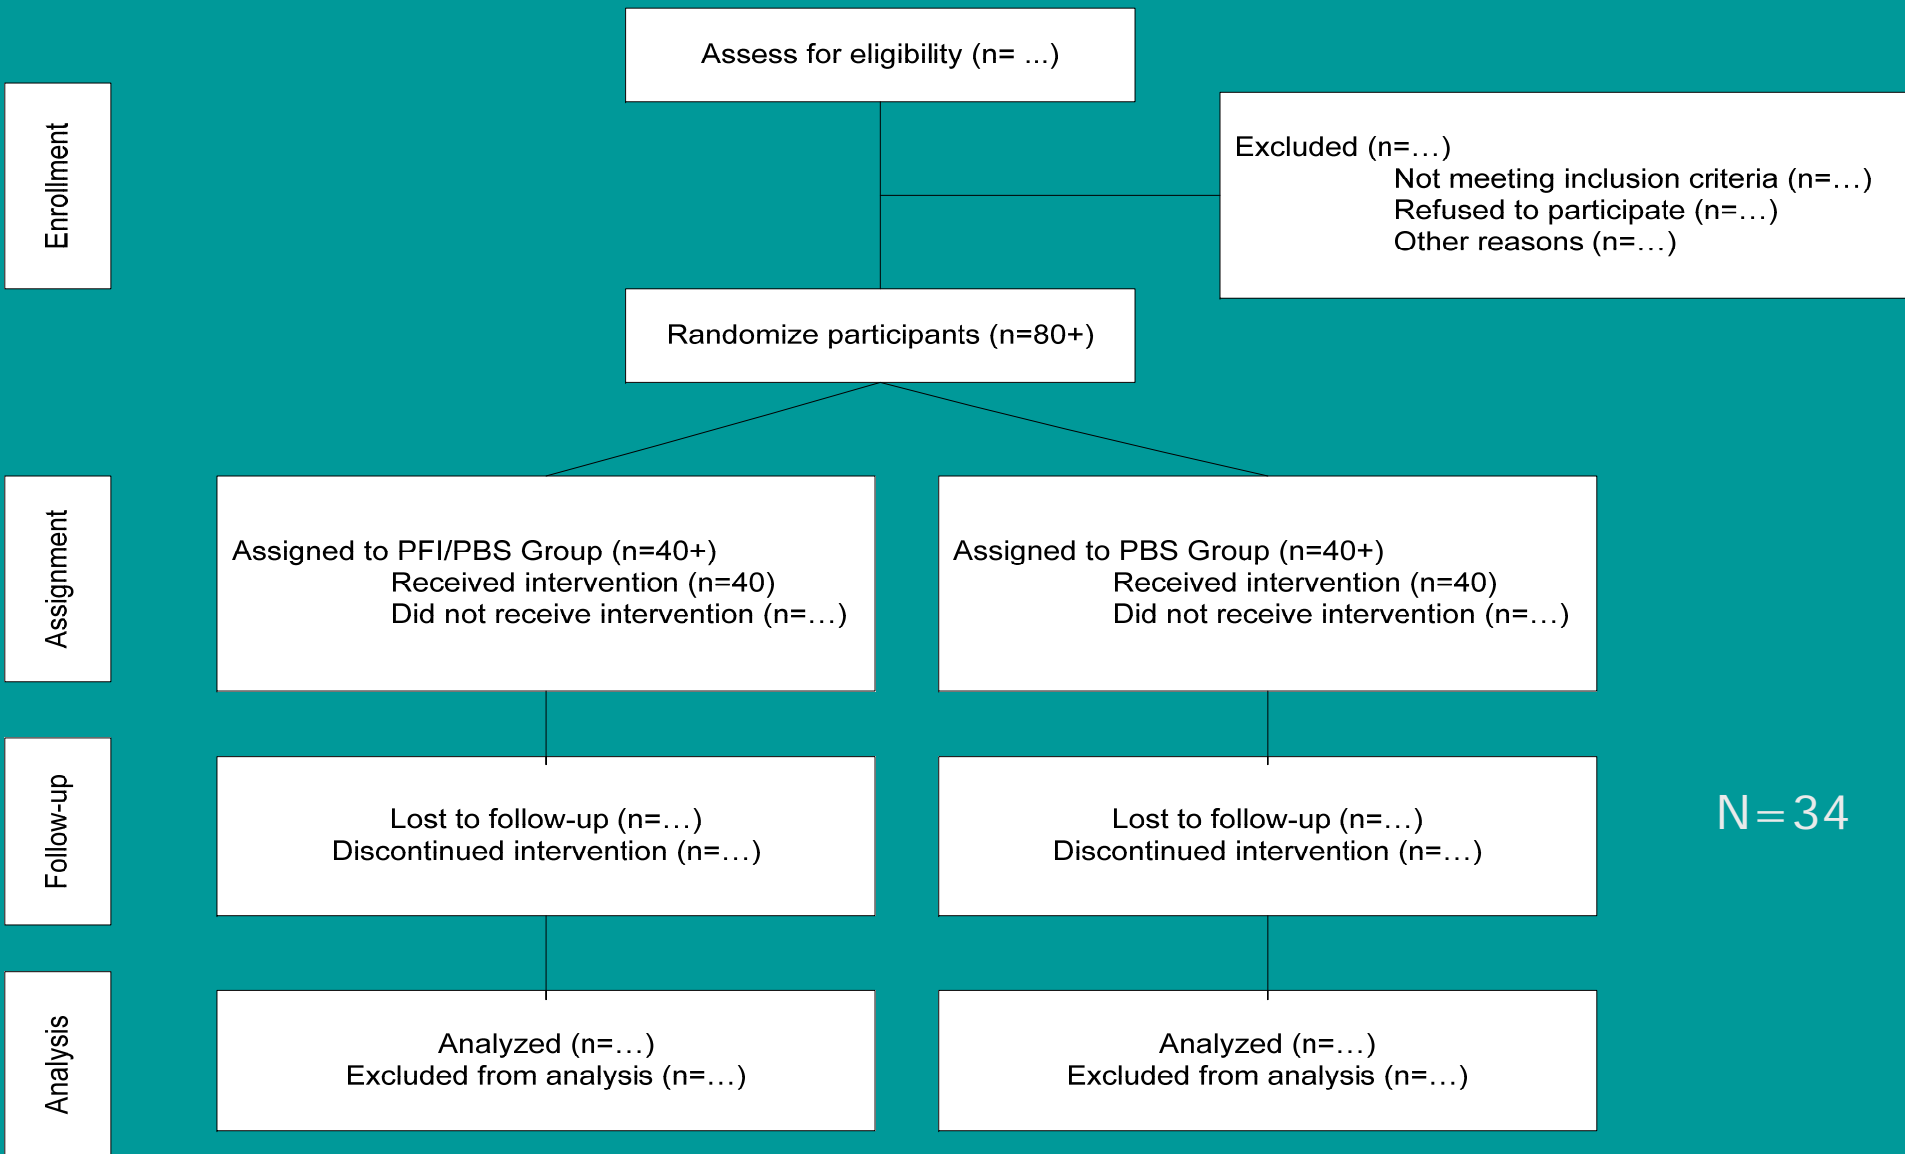 Assess for eligibility (n= ...)
Enrollment
Excluded (n=…)
Not meeting inclusion criteria (n=…)
Refused to participate (n=…)
Other reasons (n=…)
Randomize participants (n=80+)
Assignment
Assigned to PFI/PBS Group (n=40+)
Received intervention (n=40)
Did not receive intervention (n=…)
Assigned to PBS Group (n=40+)
Received intervention (n=40)
Did not receive intervention (n=…)
Follow-up
Lost to follow-up (n=…)
Discontinued intervention (n=…)
Lost to follow-up (n=…)
Discontinued intervention (n=…)
N=34
Analysis
Analyzed (n=…)
Excluded from analysis (n=…)
Analyzed (n=…)
Excluded from analysis (n=…)